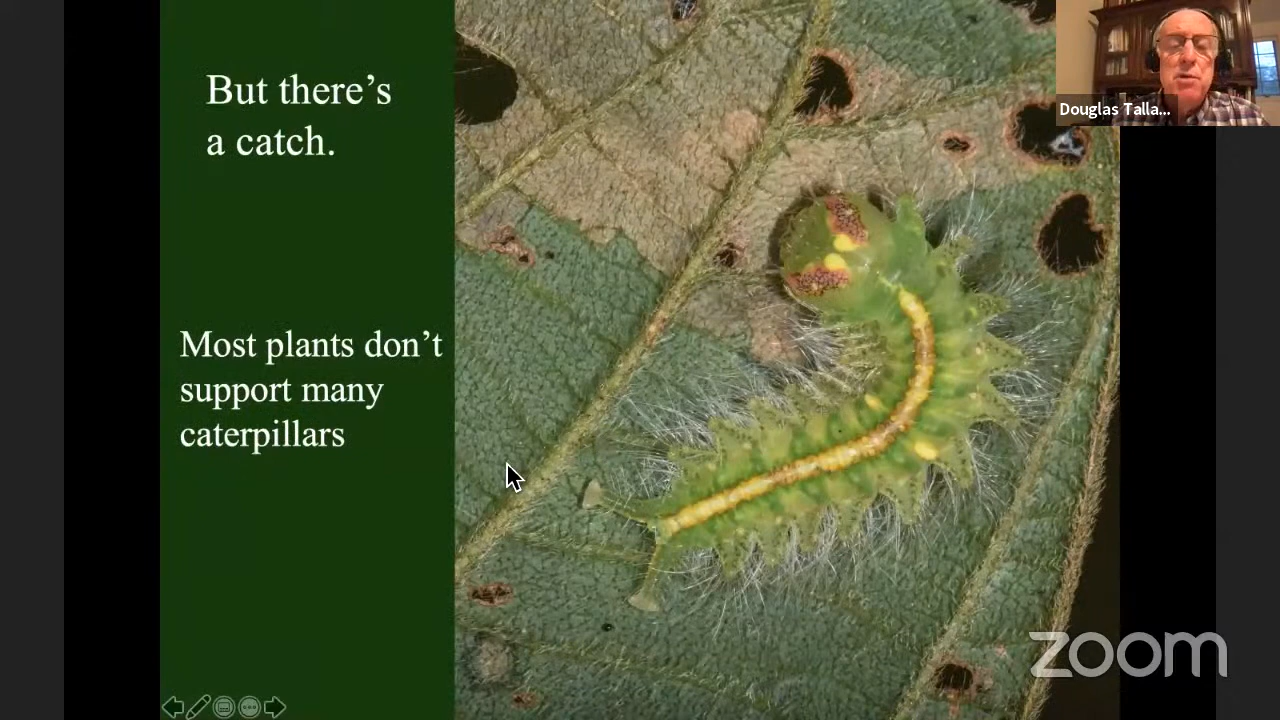 But there's
a catch.
Most plants don't
support many
caterpillars
Douglas Talla...
zoom